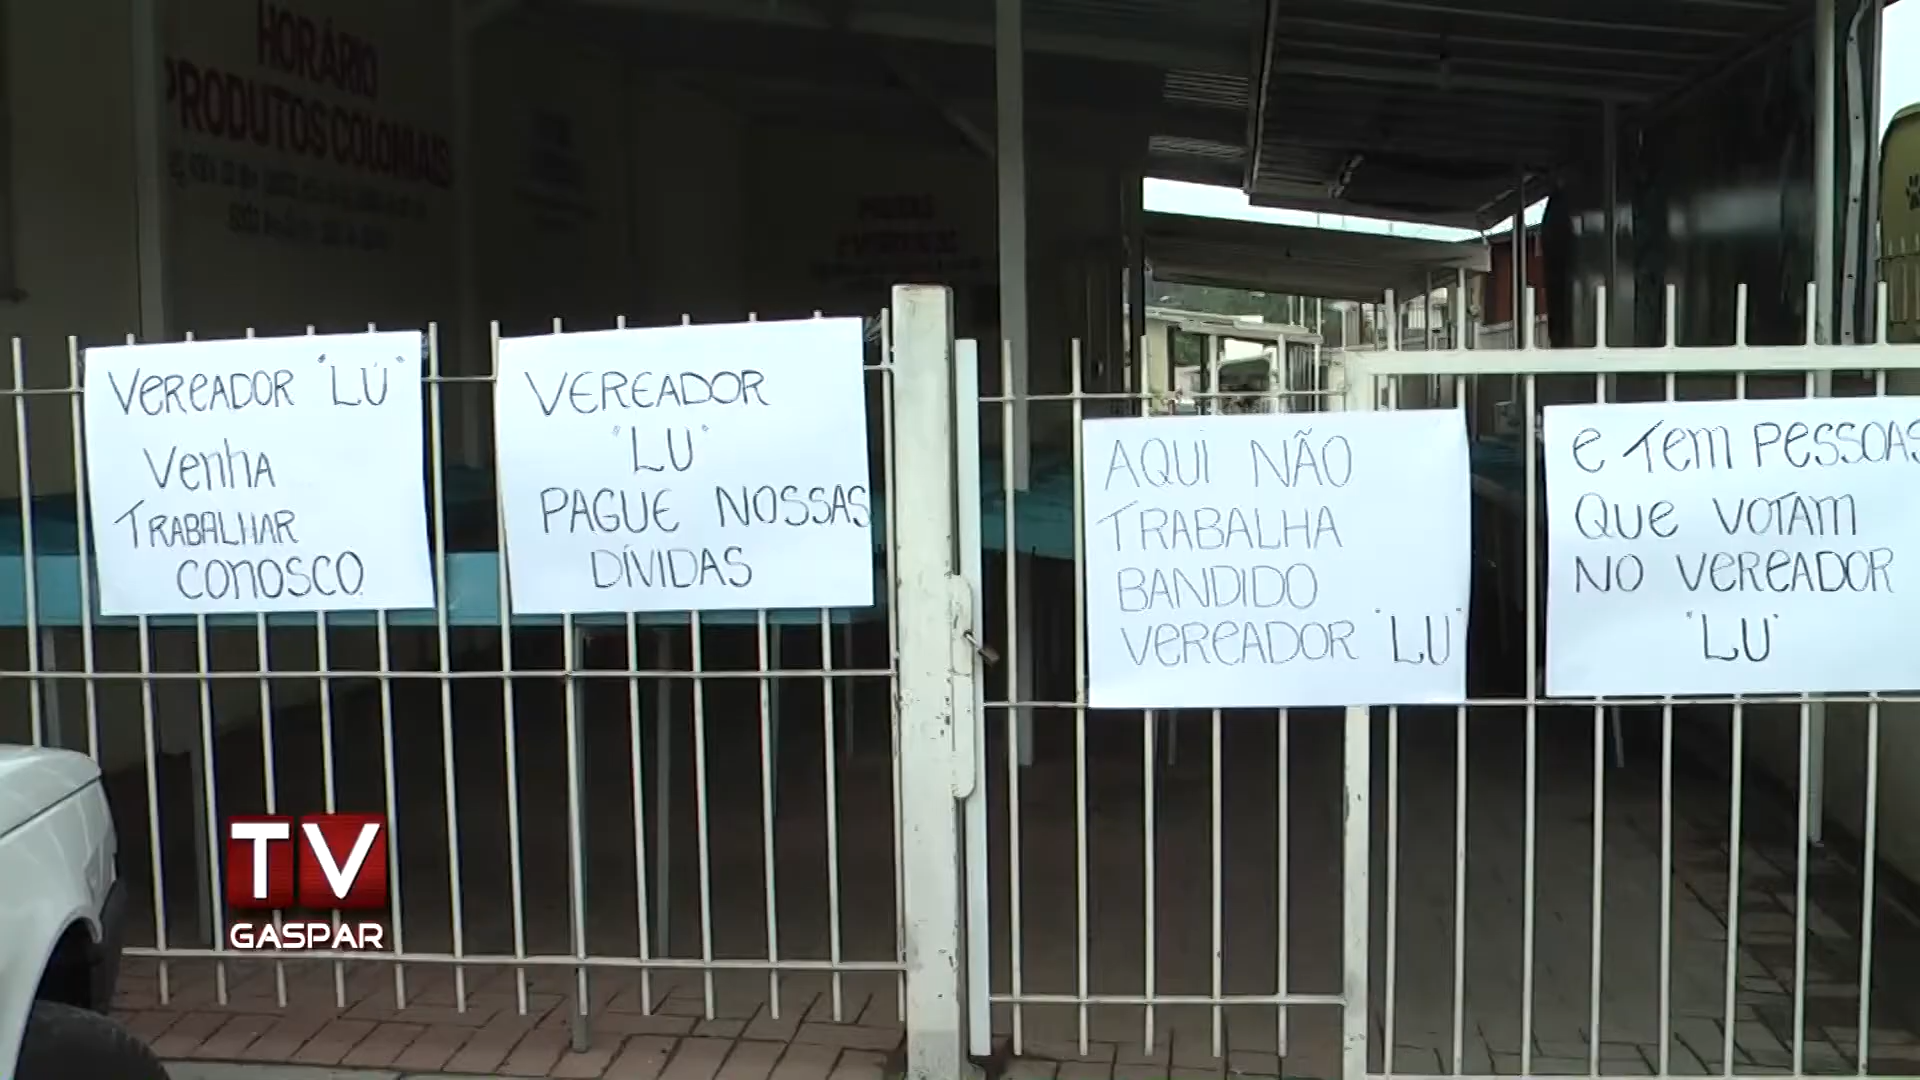 HORÁRIO
PRODUTOS COLONIAIS
VEREADOR "LÚ"
VENHA
TRABALHAR
CONOSCO.
VEREADOR
"LU"
PAGUE NOSSAS
DÍVIDAS
AQUI NÃO
TRABALHA
BANDIDO
VEREADOR "LU"
E TEM PESSOAS
QUE VOTAM
NO VEREADOR
"LU"
TV
GASPAR